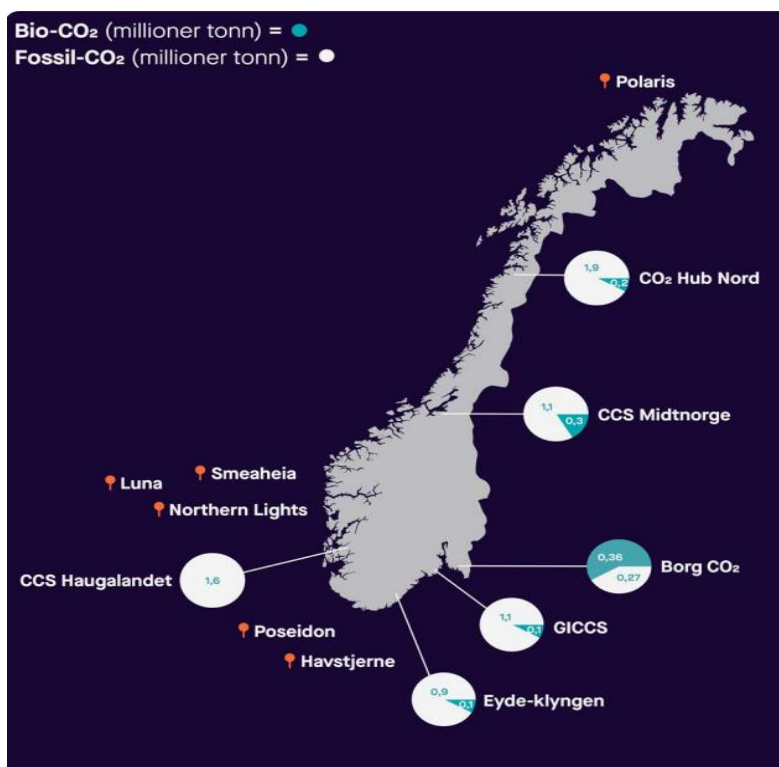 Bio-CO₂ (millioner tonn) =
Fossil-CO₂ (millioner tonn) =
Polaris
1,9
0,2
CO₂ Hub Nord
1,1
0,3
CCS Midtnorge
Smeaheia
Luna
Northern Lights
0,36
0,27
Borg CO₂
CCS Haugalandet
1,6
1,1
0,1
GICCS
Poseidon
Havstjerne
0,9
0,1
Eyde-klyngen